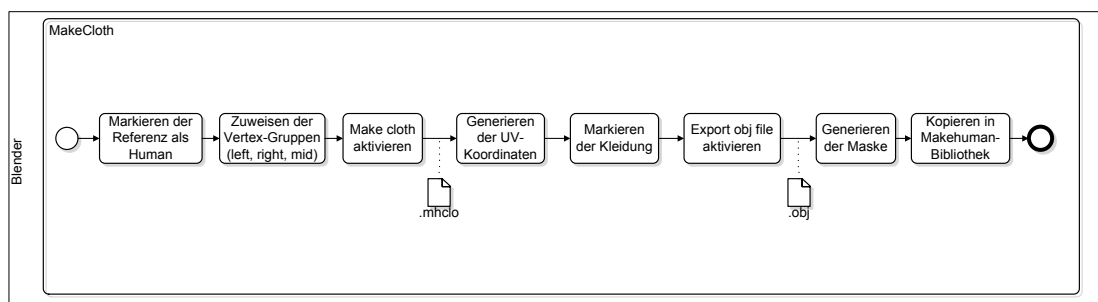 MakeCloth
Blender
Markieren der
Referenz als
Human
Zuweisen der
Vertex-Gruppen
(left, right, mid)
Make cloth
aktivieren
.mhclo
Generieren
der UV-
Koordinaten
Markieren
der Kleidung
Export obj file
aktivieren
.obj
Generieren
der Maske
Kopieren in
Makehuman-
Bibliothek